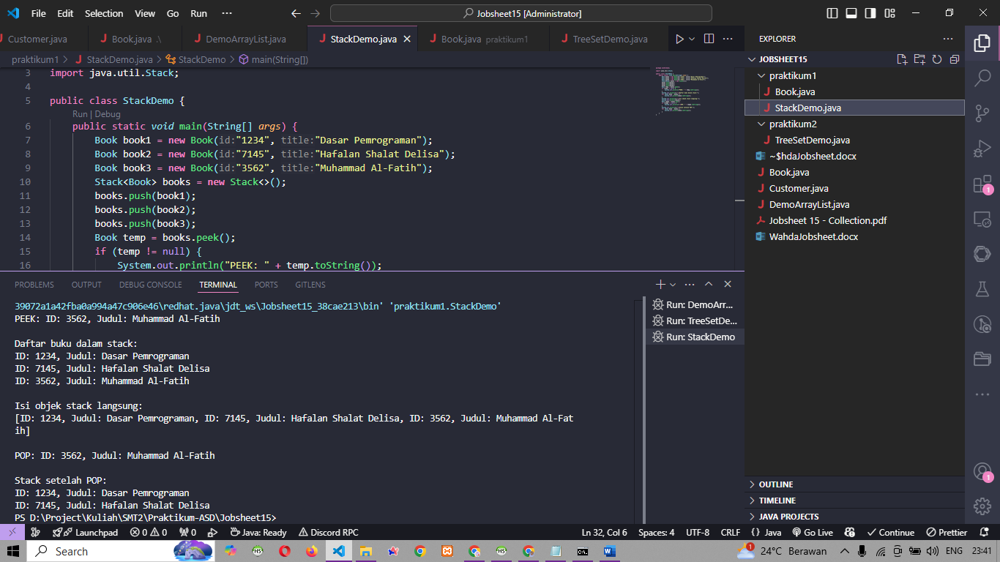 File Edit Selection View Go Run ··· Jobsheet15 [Administrator]
Customer.java Book.java .\ DemoArrayList.java StackDemo.java Book.java praktikum1 TreeSetDemo.java
praktikum1 > StackDemo.java > StackDemo > main(String[])
3 import java.util.Stack;
4
5 public class StackDemo {
Run | Debug
6 public static void main(String[] args) {
7 Book book1 = new Book(id:"1234", title:"Dasar Pemrograman");
8 Book book2 = new Book(id:"7145", title:"Hafalan Shalat Delisa");
9 Book book3 = new Book(id:"3562", title:"Muhammad Al-Fatih");
10 Stack<Book> books = new Stack<>();
11 books.push(book1);
12 books.push(book2);
13 books.push(book3);
14 Book temp = books.peek();
15 if (temp != null) {
16 System.out.println("PEEK: " + temp.toString());
PROBLEMS OUTPUT DEBUG CONSOLE TERMINAL PORTS GITLENS
39072a1a42fba0a994a47c906e46\redhat.java\jdt_ws\Jobsheet15_38cae213\bin' 'praktikum1.StackDemo'
PEEK: ID: 3562, Judul: Muhammad Al-Fatih
Daftar buku dalam stack:
ID: 1234, Judul: Dasar Pemrograman
ID: 7145, Judul: Hafalan Shalat Delisa
ID: 3562, Judul: Muhammad Al-Fatih
Isi objek stack langsung:
[ID: 1234, Judul: Dasar Pemrograman, ID: 7145, Judul: Hafalan Shalat Delisa, ID: 3562, Judul: Muhammad Al-Fat
ih]
POP: ID: 3562, Judul: Muhammad Al-Fatih
Stack setelah POP:
ID: 1234, Judul: Dasar Pemrograman
ID: 7145, Judul: Hafalan Shalat Delisa
PS D:\Project\Kuliah\SMT2\Praktikum-ASD\Jobsheet15>
Run: DemoArr...
Run: TreeSetDe...
Run: StackDemo
EXPLORER
JOBSHEET15
praktikum1
Book.java
StackDemo.java
praktikum2
TreeSetDemo.java
~$hdaJobsheet.docx
Book.java
Customer.java
DemoArrayList.java
Jobsheet 15 - Collection.pdf
WahdaJobsheet.docx
OUTLINE
TIMELINE
JAVA PROJECTS
1
1
Launchpad 0 0 0 Java: Ready Discord RPC Ln 32, Col 6 Spaces: 4 UTF-8 CRLF {} Java Go Live Continue Prettier
Search 1 24°C Berawan ENG 23:41